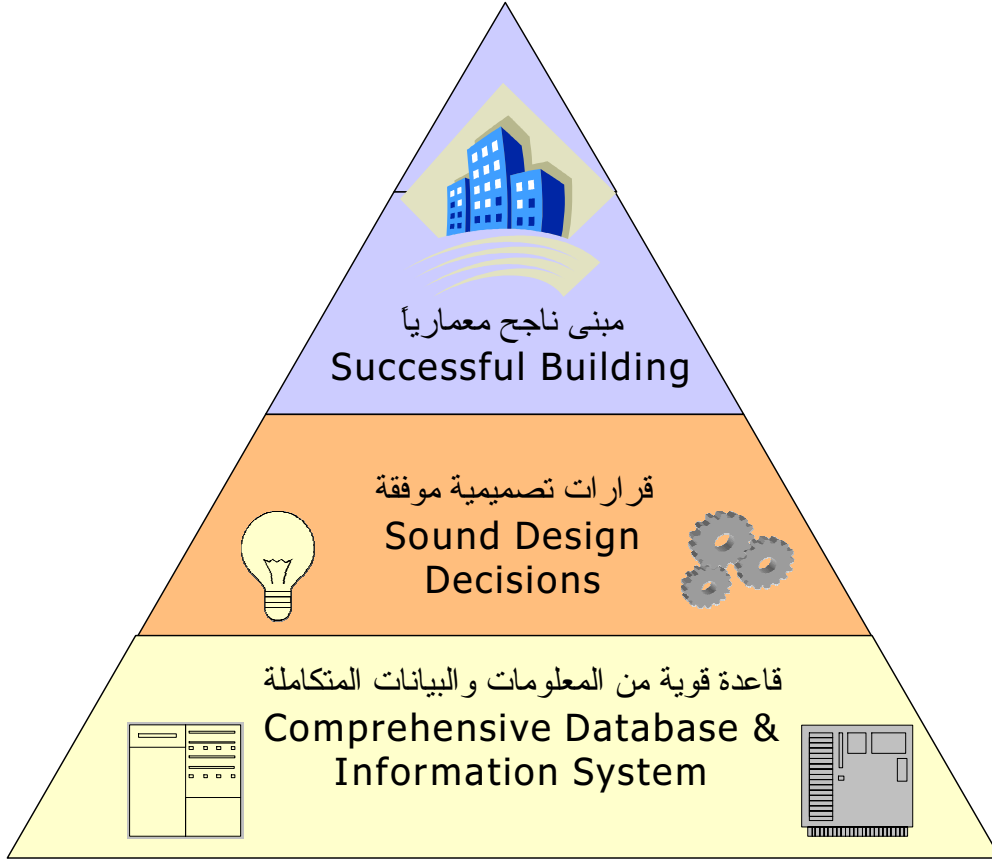 مبنى ناجح معمارياً
Successful Building
قرارات تصميمية موفقة
Sound Design
Decisions
قاعدة قوية من المعلومات والبيانات المتكاملة
Comprehensive Database &
Information System